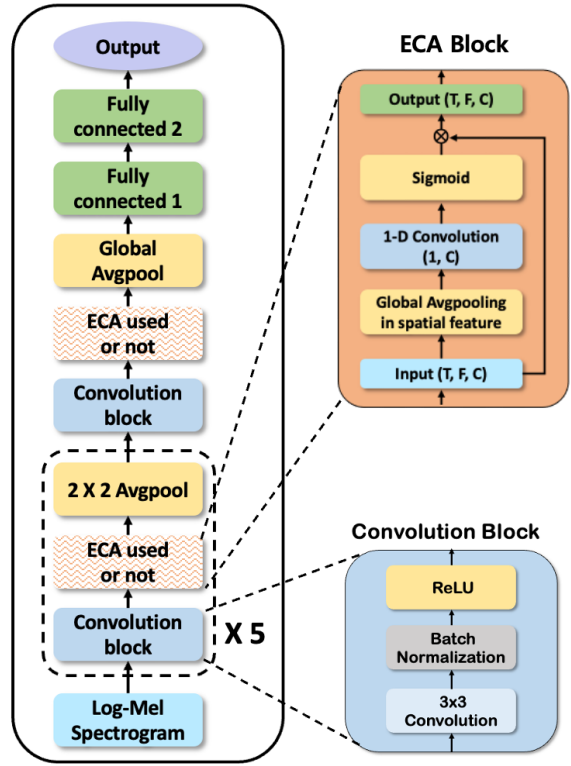 Output
Fully
connected 2
Fully
connected 1
Global
Avgpool
ECA used
or not
Convolution
block
2 X 2 Avgpool
ECA used
or not
Convolution
block
X 5
Log-Mel
Spectrogram
ECA Block
Output (T, F, C)
Sigmoid
1-D Convolution
(1, C)
Global Avgpooling
in spatial feature
Input (T, F, C)
Convolution Block
ReLU
Batch
Normalization
3x3
Convolution